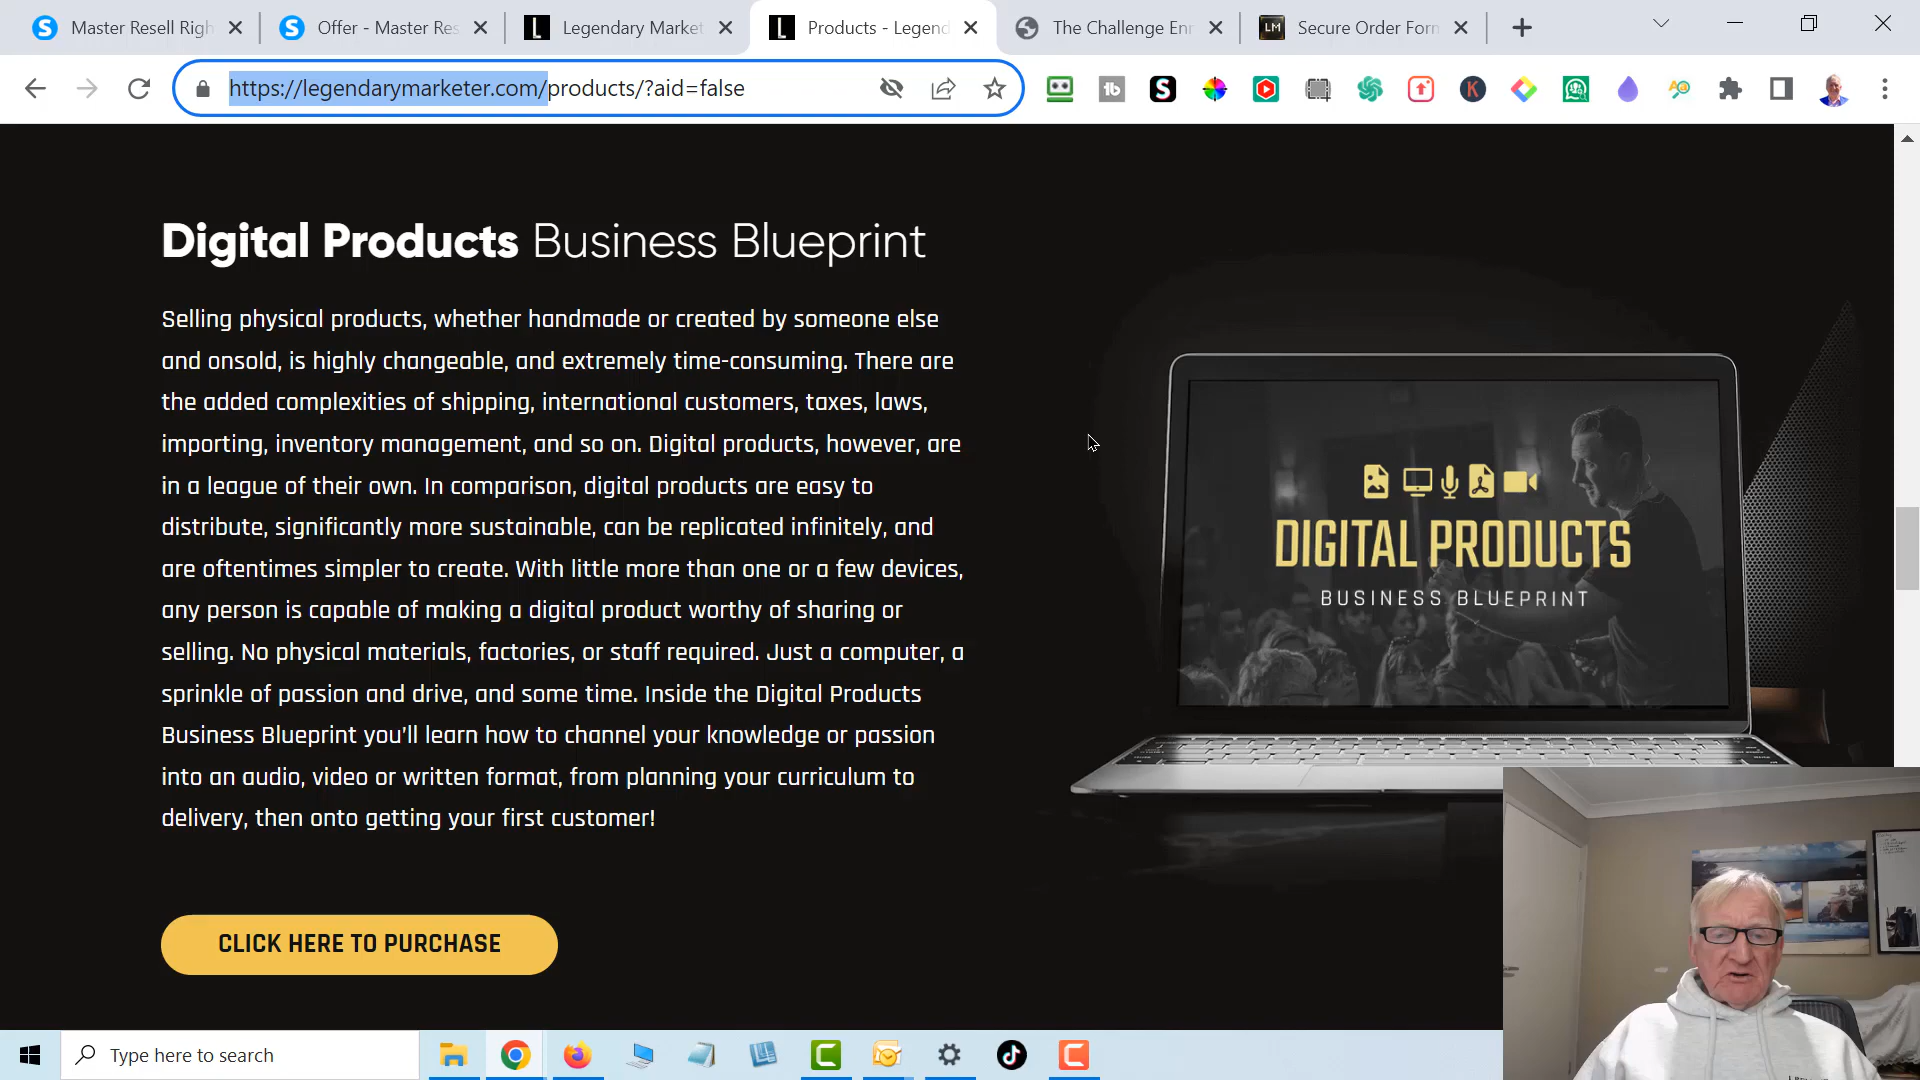 Master Resell Righ
Offer - Master Res
Legendary Market
Products - Legend
The Challenge Enr
LM
Secure Order Form
https://legendarymarketer.com/products/?aid=false
Digital Products Business Blueprint
Selling physical products, whether handmade or created by someone else
and onsold, is highly changeable, and extremely time-consuming. There are
the added complexities of shipping, international customers, taxes, laws,
importing, inventory management, and so on. Digital products, however, are
in a league of their own. In comparison, digital products are easy to
distribute, significantly more sustainable, can be replicated infinitely, and
are oftentimes simpler to create. With little more than one or a few devices,
any person is capable of making a digital product worthy of sharing or
selling. No physical materials, factories, or staff required. Just a computer, a
sprinkle of passion and drive, and some time. Inside the Digital Products
Business Blueprint you'll learn how to channel your knowledge or passion
into an audio, video or written format, from planning your curriculum to
delivery, then onto getting your first customer!
DIGITAL PRODUCTS
BUSINESS BLUEPRINT
CLICK HERE TO PURCHASE
Type here to search